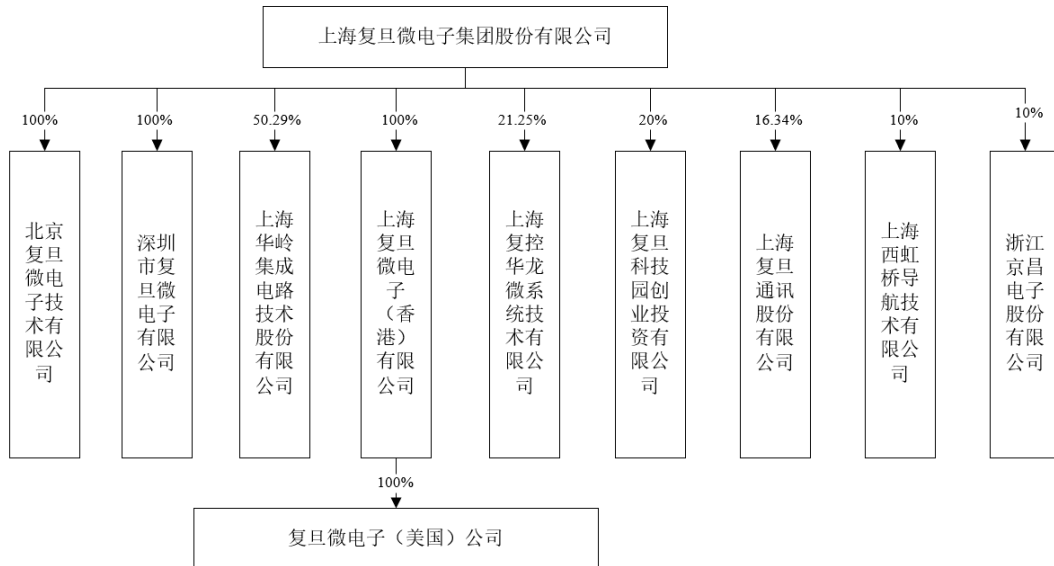 上海复旦微电子集团股份有限公司
100%
100%
50.29%
100%
21.25%
20%
16.34%
10%
10%
北京
复旦
微电
子技
术有
限公
司
深圳
市复
旦微
电子
有限
公司
上海
华岭
集成
电路
技术
股份
有限
公司
上海
复旦
微电
子
（香
港）
有限
公司
上海
复控
华龙
微系
统技
术有
限公
司
上海
复旦
科技
园创
业投
资有
限公
司
上海
复旦
通讯
股份
有限
公司
上海
西虹
桥导
航技
术有
限公
司
浙江
京昌
电子
股份
有限
公司
100%
复旦微电子（美国）公司